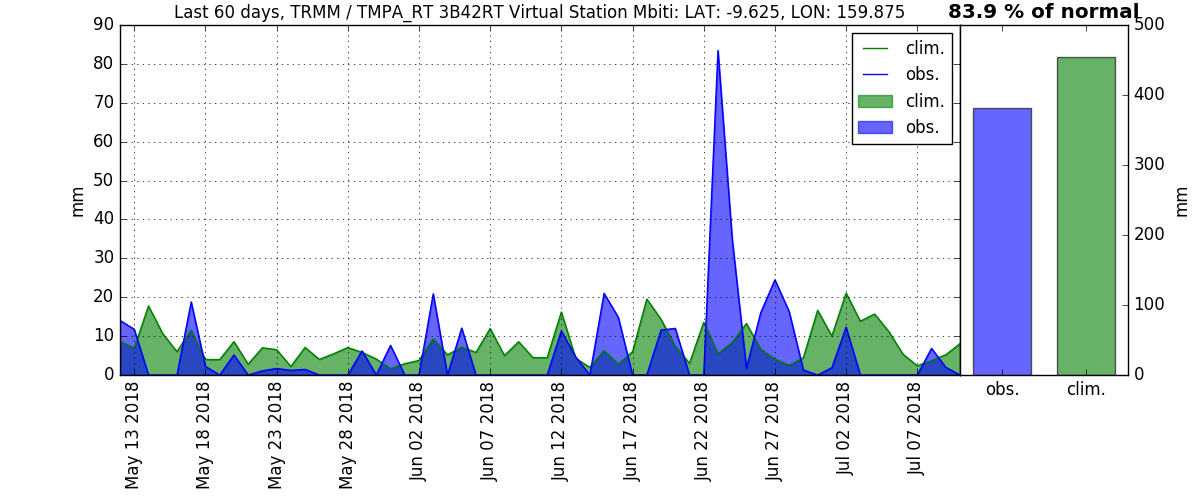 Last 60 days, TRMM / TMPA_RT 3B42RT Virtual Station Mbiti: LAT: -9.625, LON: 159.875
83.9 % of normal
90
80
70
60
50
40
30
20
10
0
mm
clim.
obs.
clim.
obs.
May 13 2018
May 18 2018
May 23 2018
May 28 2018
Jun 02 2018
Jun 07 2018
Jun 12 2018
Jun 17 2018
Jun 22 2018
Jun 27 2018
Jul 02 2018
Jul 07 2018
500
400
300
200
100
0
mm
obs.
clim.